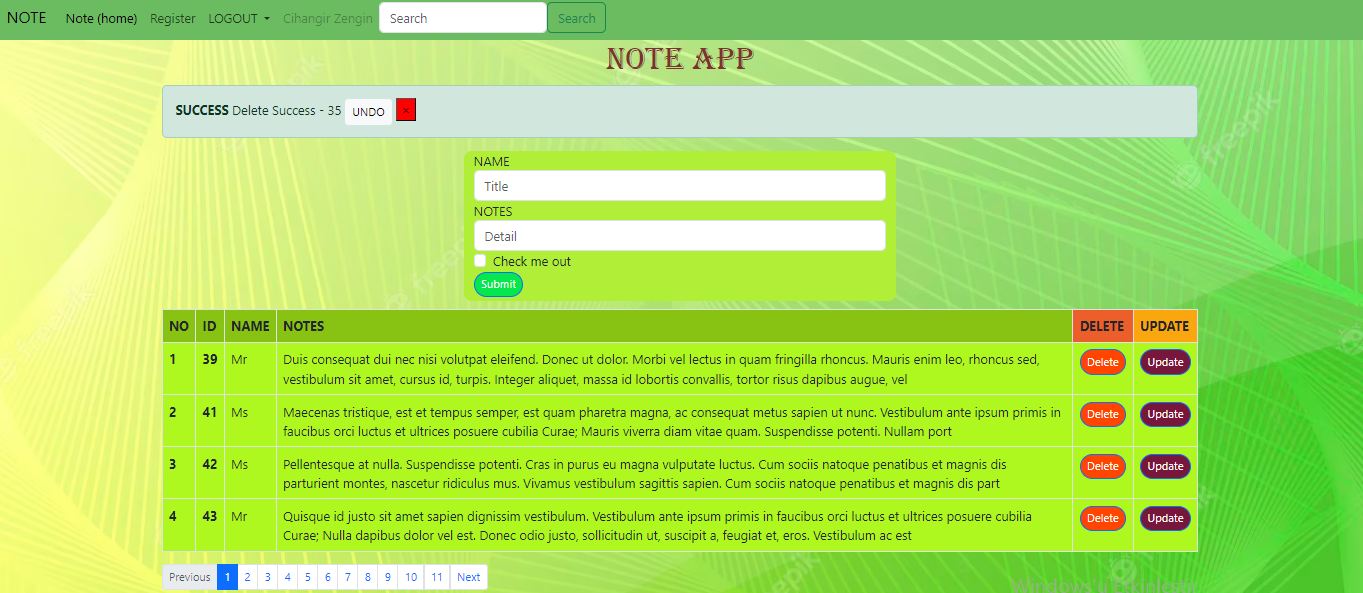 NOTE Note (home) Register LOGOUT Cihangir Zengin Search Search
NOTE APP
SUCCESS Delete Success - 35 UNDO ×
NAME
Title
NOTES
Detail
Check me out
Submit
NO ID NAME NOTES DELETE UPDATE
1 39 Mr Duis consequat dui nec nisi volutpat eleifend. Donec ut dolor. Morbi vel lectus in quam fringilla rhoncus. Mauris enim leo, rhoncus sed, Delete Update
vestibulum sit amet, cursus id, turpis. Integer aliquet, massa id lobortis convallis, tortor risus dapibus augue, vel
2 41 Ms Maecenas tristique, est et tempus semper, est quam pharetra magna, ac consequat metus sapien ut nunc. Vestibulum ante ipsum primis in Delete Update
faucibus orci luctus et ultrices posuere cubilia Curae; Mauris viverra diam vitae quam. Suspendisse potenti. Nullam port
3 42 Ms Pellentesque at nulla. Suspendisse potenti. Cras in purus eu magna vulputate luctus. Cum sociis natoque penatibus et magnis dis Delete Update
parturient montes, nascetur ridiculus mus. Vivamus vestibulum sagittis sapien. Cum sociis natoque penatibus et magnis dis part
4 43 Mr Quisque id justo sit amet sapien dignissim vestibulum. Vestibulum ante ipsum primis in faucibus orci luctus et ultrices posuere cubilia Delete Update
Curae; Nulla dapibus dolor vel est. Donec odio justo, sollicitudin ut, suscipit a, feugiat et, eros. Vestibulum ac est
Previous 1 2 3 4 5 6 7 8 9 10 11 Next
freepik
freepik